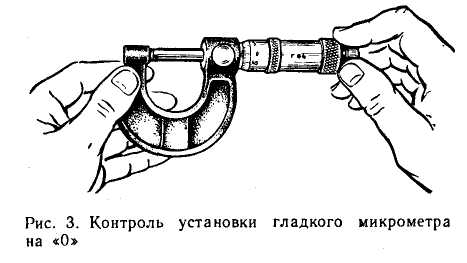 Рис. 3. Контроль установки гладкого микрометра
на «0»